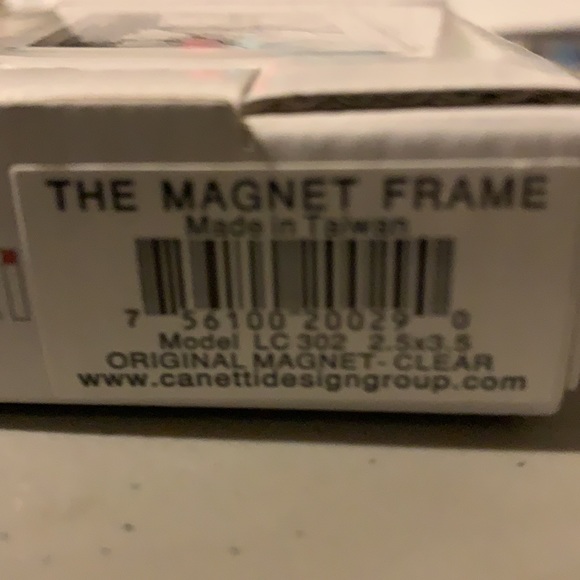 THE MAGNET FRAME
Made in Taiwan
7 56100 20029 0
Model LC 302 2.5x3.5
ORIGINAL MAGNET-CLEAR
www.canettidesigngroup.com